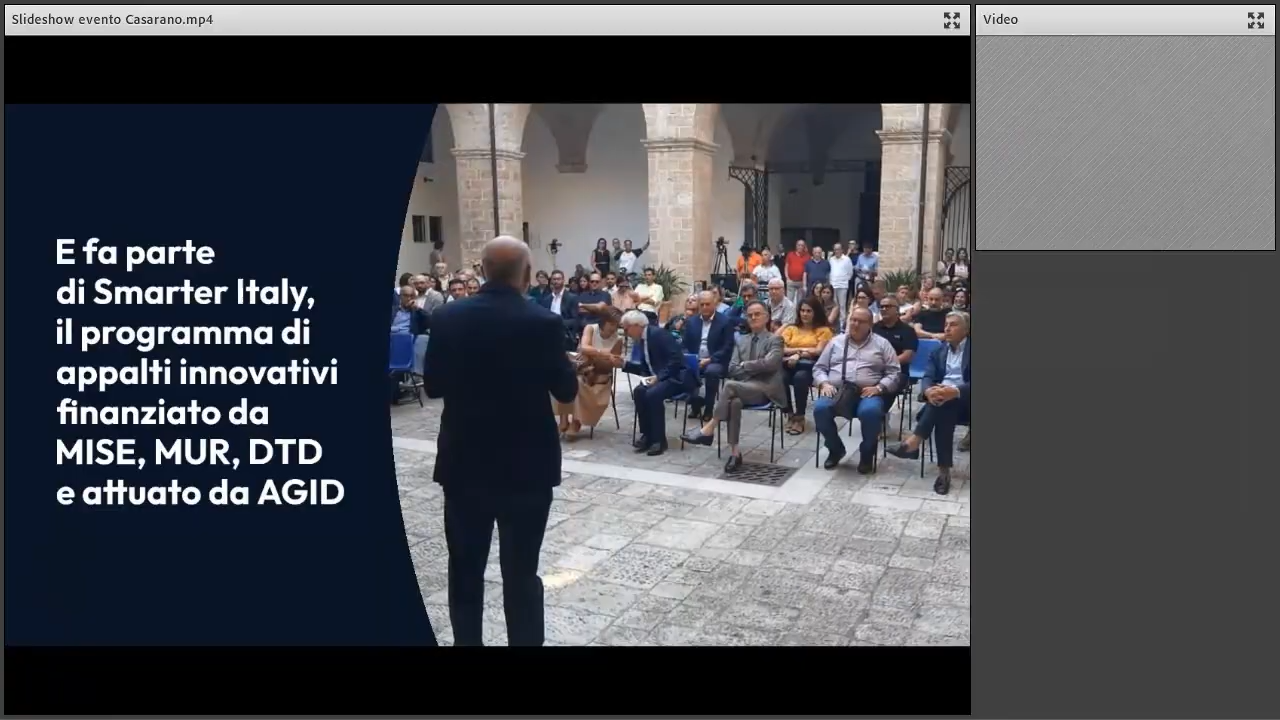 Slideshow evento Casarano.mp4
Video
E fa parte
di Smarter Italy,
il programma di
appalti innovativi
finanziato da
MISE, MUR, DTD
e attuato da AGID